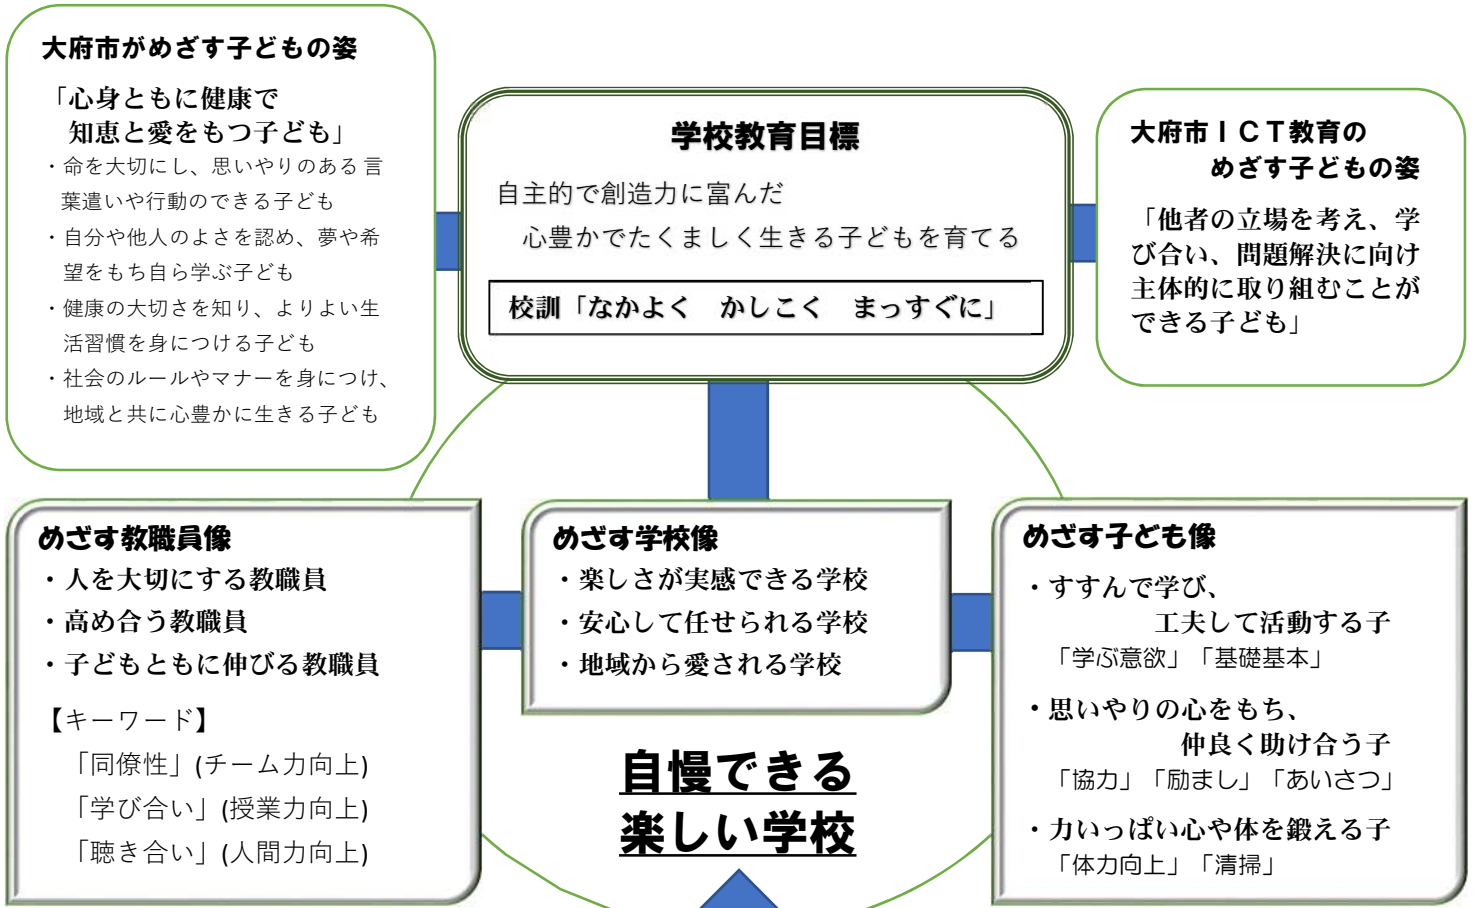 大府市がめざす子どもの姿
「心身ともに健康で
知恵と愛をもつ子ども」
・命を大切にし、思いやりのある言
葉遣いや行動のできる子ども
・自分や他人のよさを認め、夢や希
望をもち自ら学ぶ子ども
・健康の大切さを知り、よりよい生
活習慣を身につける子ども
・社会のルールやマナーを身につけ、
地域と共に心豊かに生きる子ども
学校教育目標
自主的で創造力に富んだ
心豊かでたくましく生きる子どもを育てる
校訓「なかよく　かしこく　まっすぐに」
大府市ＩＣＴ教育の
めざす子どもの姿
「他者の立場を考え、学
び合い、問題解決に向け
主体的に取り組むことが
できる子ども」
めざす教職員像
・人を大切にする教職員
・高め合う教職員
・子どもともに伸びる教職員
【キーワード】
「同僚性」(チーム力向上)
「学び合い」(授業力向上)
「聴き合い」(人間力向上)
めざす学校像
・楽しさが実感できる学校
・安心して任せられる学校
・地域から愛される学校
自慢できる
楽しい学校
めざす子ども像
・すすんで学び、
工夫して活動する子
「学ぶ意欲」「基礎基本」
・思いやりの心をもち、
仲良く助け合う子
「協力」「励まし」「あいさつ」
・力いっぱい心や体を鍛える子
「体力向上」「清掃」